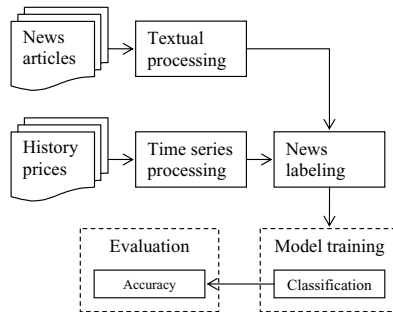 News
articles
Textual
processing
History
prices
Time series
processing
News
labeling
Evaluation
Accuracy
Model training
Classification